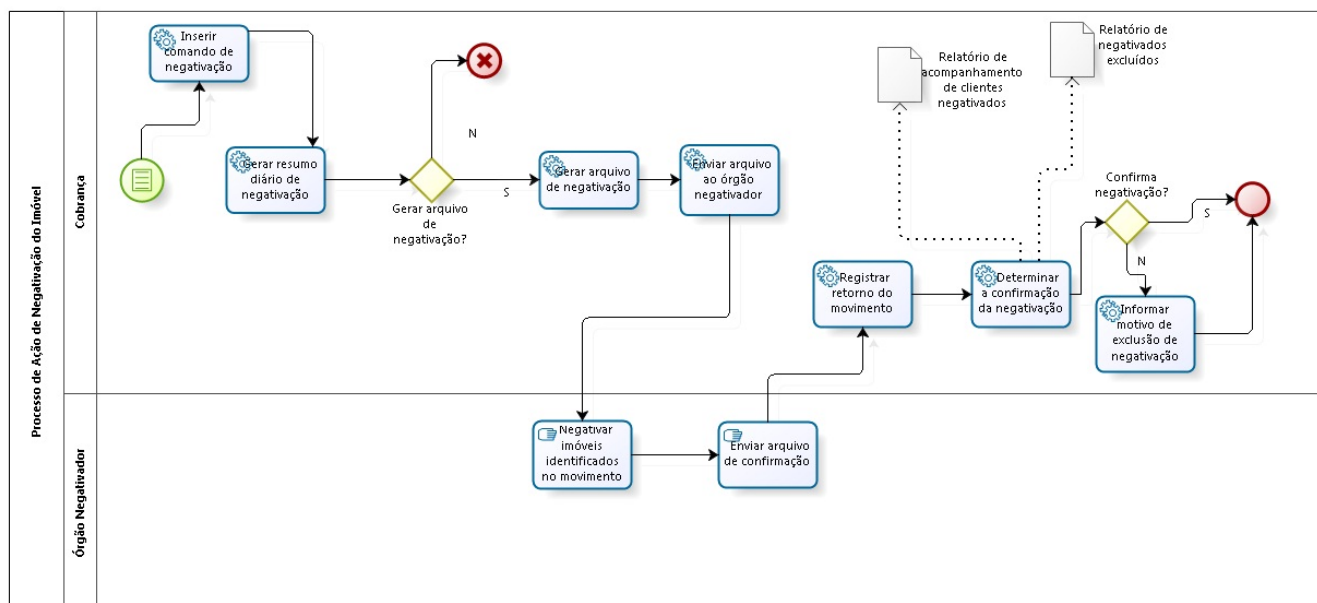 Processo de Ação de Negativação do Imóvel
Cobrança
Inserir
comando de
negativação
Gerar resumo
diário de
negativação
N
Gerar arquivo
de
negativação?
S
Gerar arquivo
de negativação
Enviar arquivo
ao órgão
negativador
Registrar
retorno do
movimento
Relatório de
acompanhamento
de clientes
negativados
Relatório de
negativados
excluídos
Determinar
a confirmação
da negativação
Confirma
negativação?
S
N
Informar
motivo de
exclusão de
negativação
Órgão Negativador
Negativar
imóveis
identificados
no movimento
Enviar arquivo
de confirmação